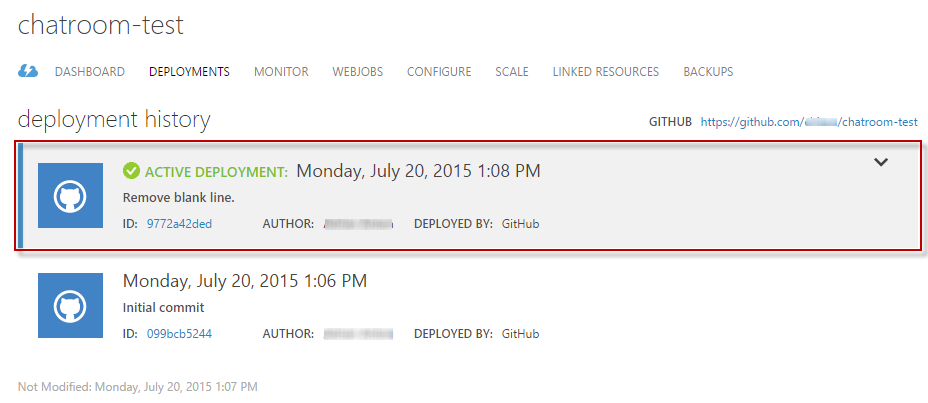 chatroom-test
DASHBOARD DEPLOYMENTS MONITOR WEBJOBS CONFIGURE SCALE LINKED RESOURCES BACKUPS
deployment history GITHUB https://github.com/ /chatroom-test
ACTIVE DEPLOYMENT: Monday, July 20, 2015 1:08 PM
Remove blank line.
ID: 9772a42ded AUTHOR: DEPLOYED BY: GitHub
Monday, July 20, 2015 1:06 PM
Initial commit
ID: 099bcb5244 AUTHOR: DEPLOYED BY: GitHub
Not Modified: Monday, July 20, 2015 1:07 PM